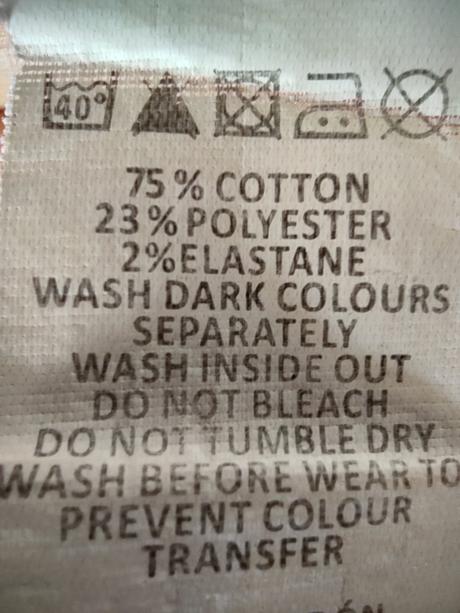 40°
75% COTTON
23% POLYESTER
2% ELASTANE
WASH DARK COLOURS
SEPARATELY
WASH INSIDE OUT
DO NOT BLEACH
DO NOT TUMBLE DRY
WASH BEFORE WEAR TO
PREVENT COLOUR
TRANSFER